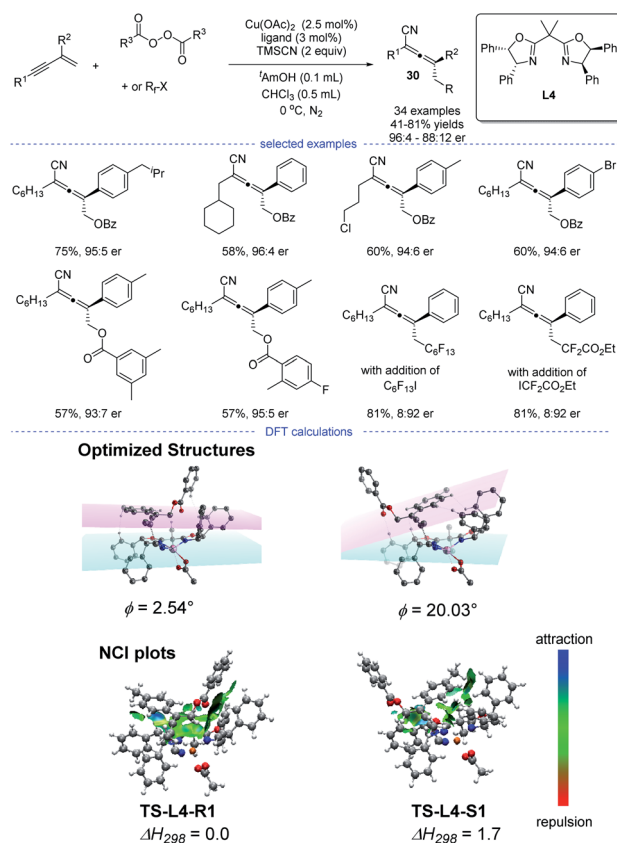 R²
R¹
+
O
R³
O
O
R³
O
+ or Rf-X
Cu(OAc)₂ (2.5 mol%)
ligand (3 mol%)
TMSCN (2 equiv)
ᵗAmOH (0.1 mL)
CHCl₃ (0.5 mL)
0 °C, N₂
CN
R¹
R²
30
R
34 examples
41-81% yields
96:4 - 88:12 er
Ph
O
O
Ph
N
N
Ph
Ph
L4
selected examples
CN
C₆H₁₃
ⁱPr
OBz
75%, 95:5 er
CN
OBz
58%, 96:4 er
CN
Cl
OBz
60%, 94:6 er
CN
C₆H₁₃
Br
OBz
60%, 94:6 er
CN
C₆H₁₃
O
O
57%, 93:7 er
CN
C₆H₁₃
O
O
F
57%, 95:5 er
CN
C₆H₁₃
C₆F₁₃
with addition of
C₆F₁₃I
81%, 8:92 er
CN
C₆H₁₃
CF₂CO₂Et
with addition of
ICF₂CO₂Et
81%, 8:92 er
DFT calculations
Optimized Structures
ϕ = 2.54°
ϕ = 20.03°
NCI plots
attraction
repulsion
TS-L4-R1
ΔH₂₉₈ = 0.0
TS-L4-S1
ΔH₂₉₈ = 1.7